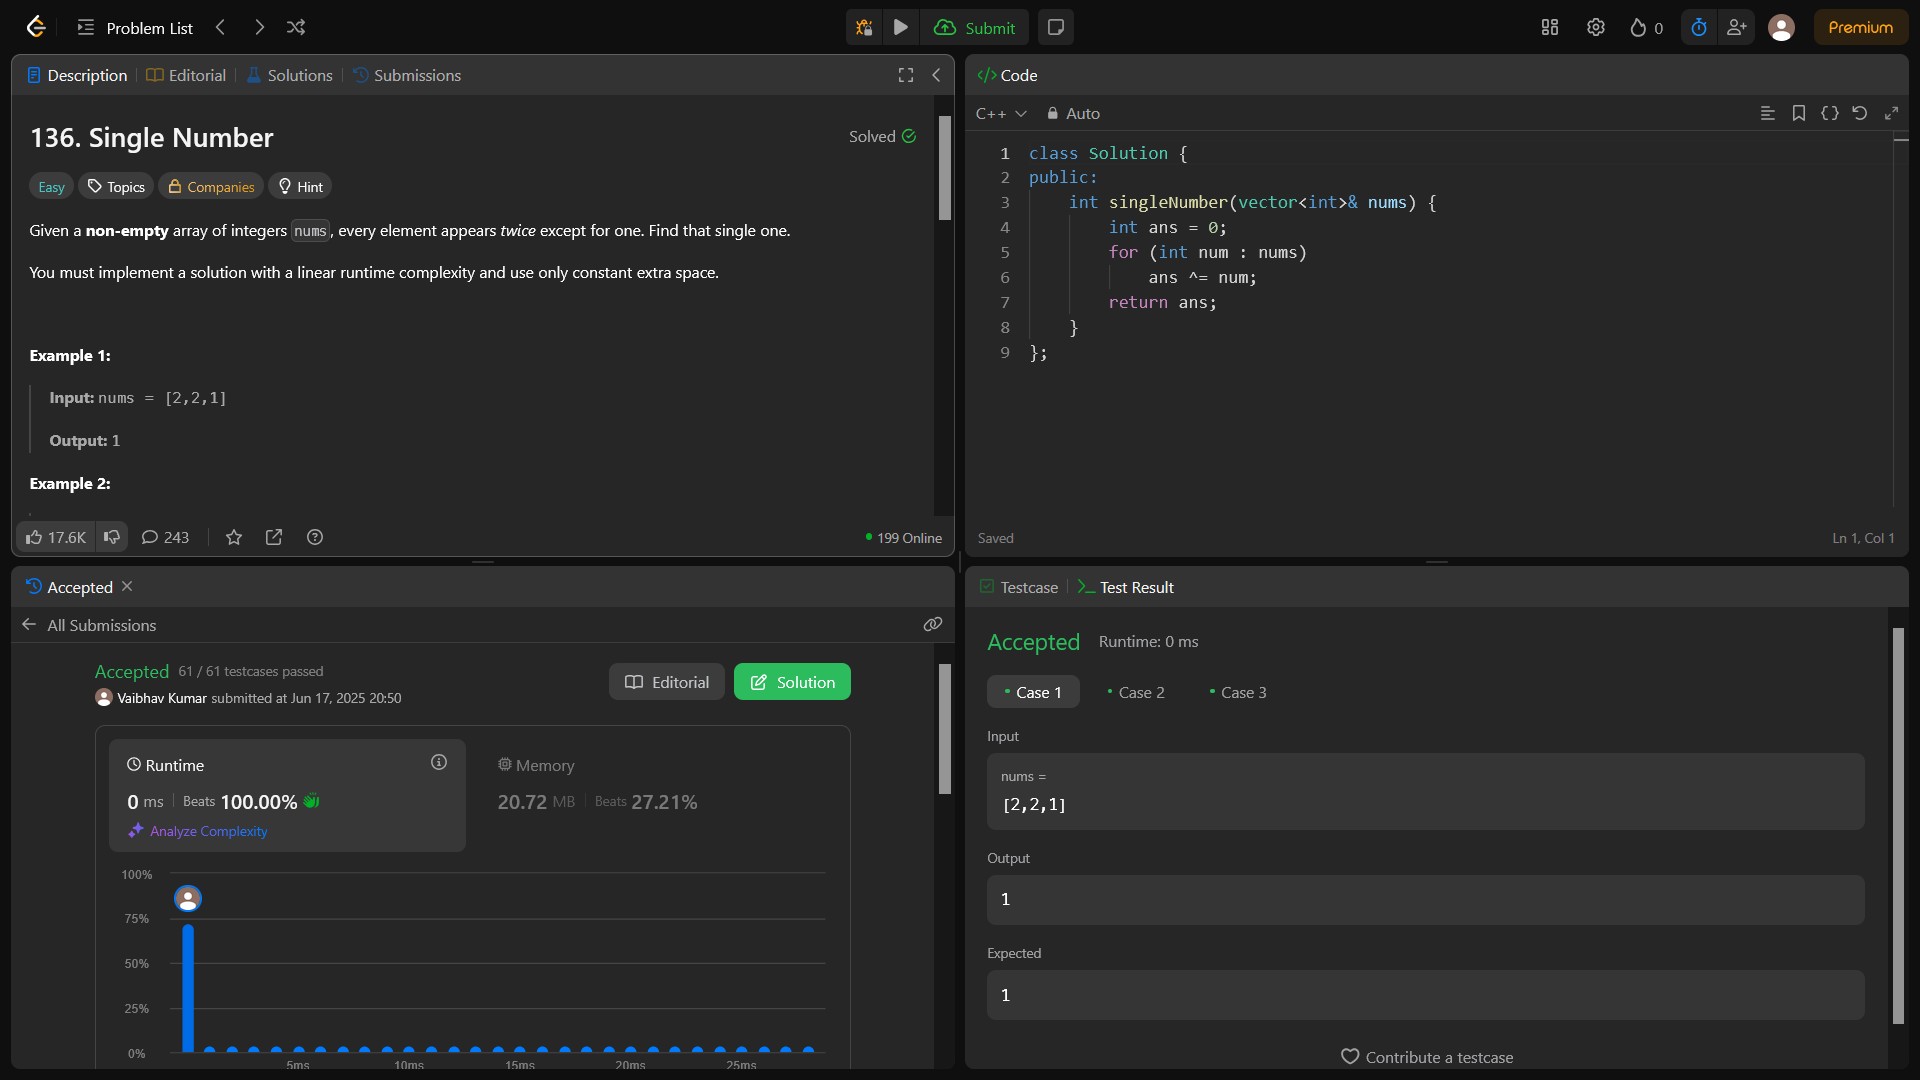 Problem List
Submit
0
Premium
Description
Editorial
Solutions
Submissions
136. Single Number
Solved
Easy
Topics
Companies
Hint
Given a non-empty array of integers nums, every element appears twice except for one. Find that single one.
You must implement a solution with a linear runtime complexity and use only constant extra space.
Example 1:
Input: nums = [2,2,1]
Output: 1
Example 2:
17.6K
243
199 Online
Code
C++
Auto
1 class Solution {
2 public:
3     int singleNumber(vector<int>& nums) {
4         int ans = 0;
5         for (int num : nums)
6             ans ^= num;
7         return ans;
8     }
9 };
Saved
Ln 1, Col 1
Accepted
All Submissions
Accepted 61 / 61 testcases passed
Vaibhav Kumar submitted at Jun 17, 2025 20:50
Editorial
Solution
Runtime
0 ms Beats 100.00%
Analyze Complexity
Memory
20.72 MB Beats 27.21%
100%
75%
50%
25%
0%
5ms 10ms 15ms 20ms 25ms
Testcase
Test Result
Accepted Runtime: 0 ms
Case 1
Case 2
Case 3
Input
nums =
[2,2,1]
Output
1
Expected
1
Contribute a testcase